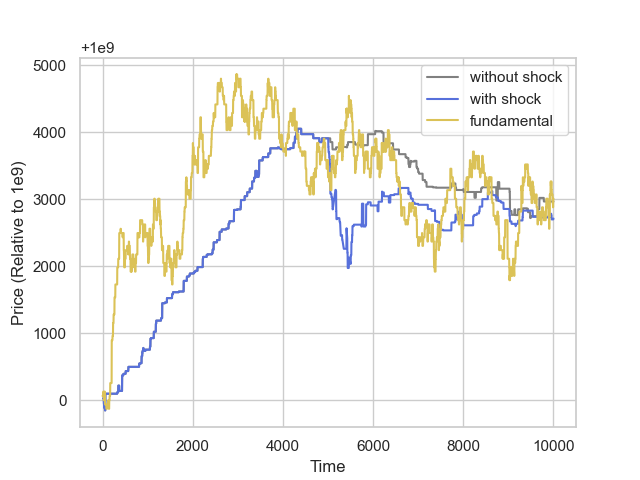 +1e9
5000
4000
3000
2000
1000
0
Price (Relative to 1e9)
without shock
with shock
fundamental
0
2000
4000
6000
8000
10000
Time